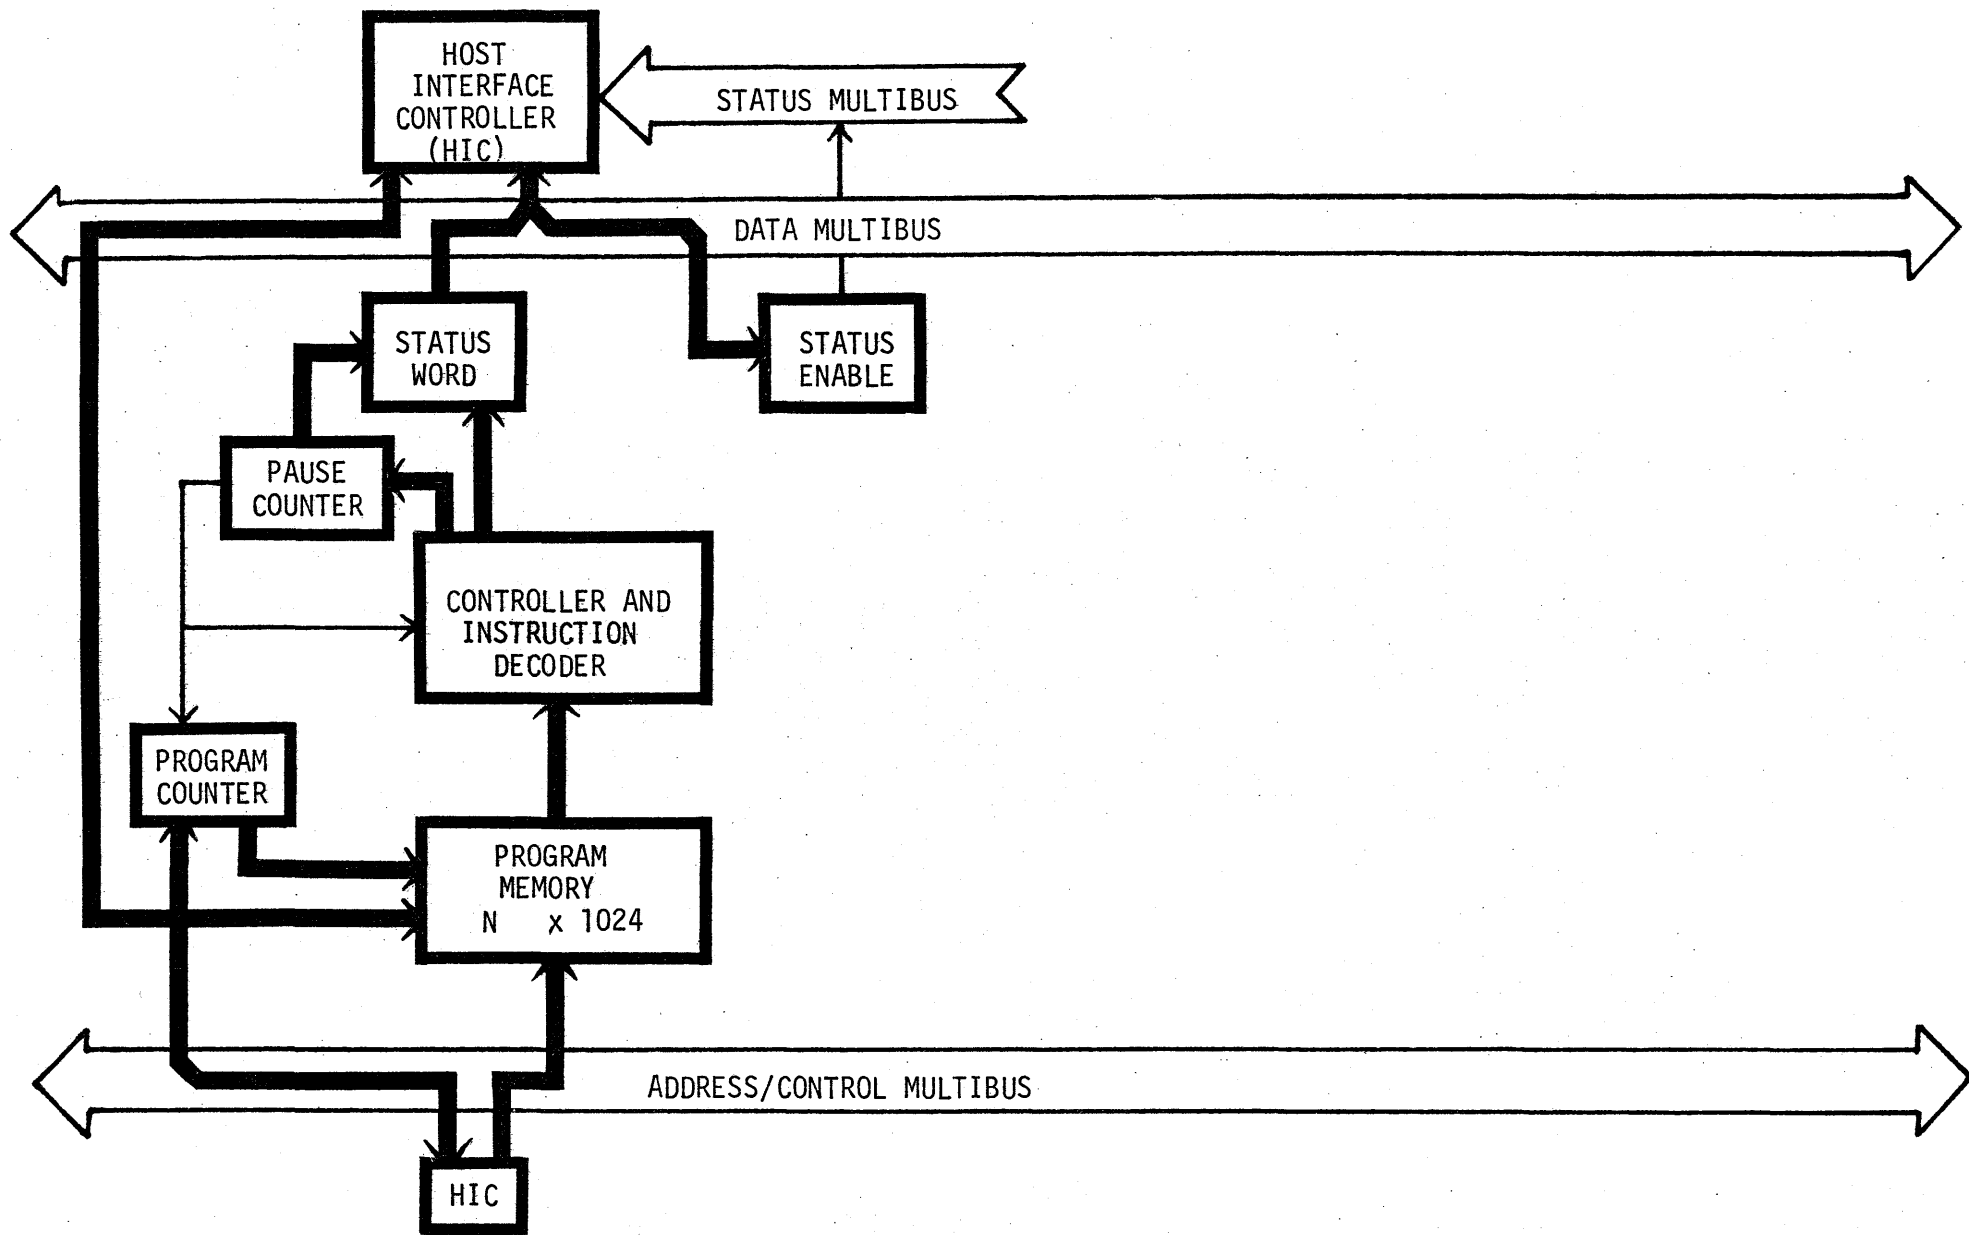 HOST
INTERFACE
CONTROLLER
(HIC)
STATUS MULTIBUS
DATA MULTIBUS
STATUS
WORD
STATUS
ENABLE
PAUSE
COUNTER
CONTROLLER AND
INSTRUCTION
DECODER
PROGRAM
COUNTER
PROGRAM
MEMORY
N x 1024
ADDRESS/CONTROL MULTIBUS
HIC